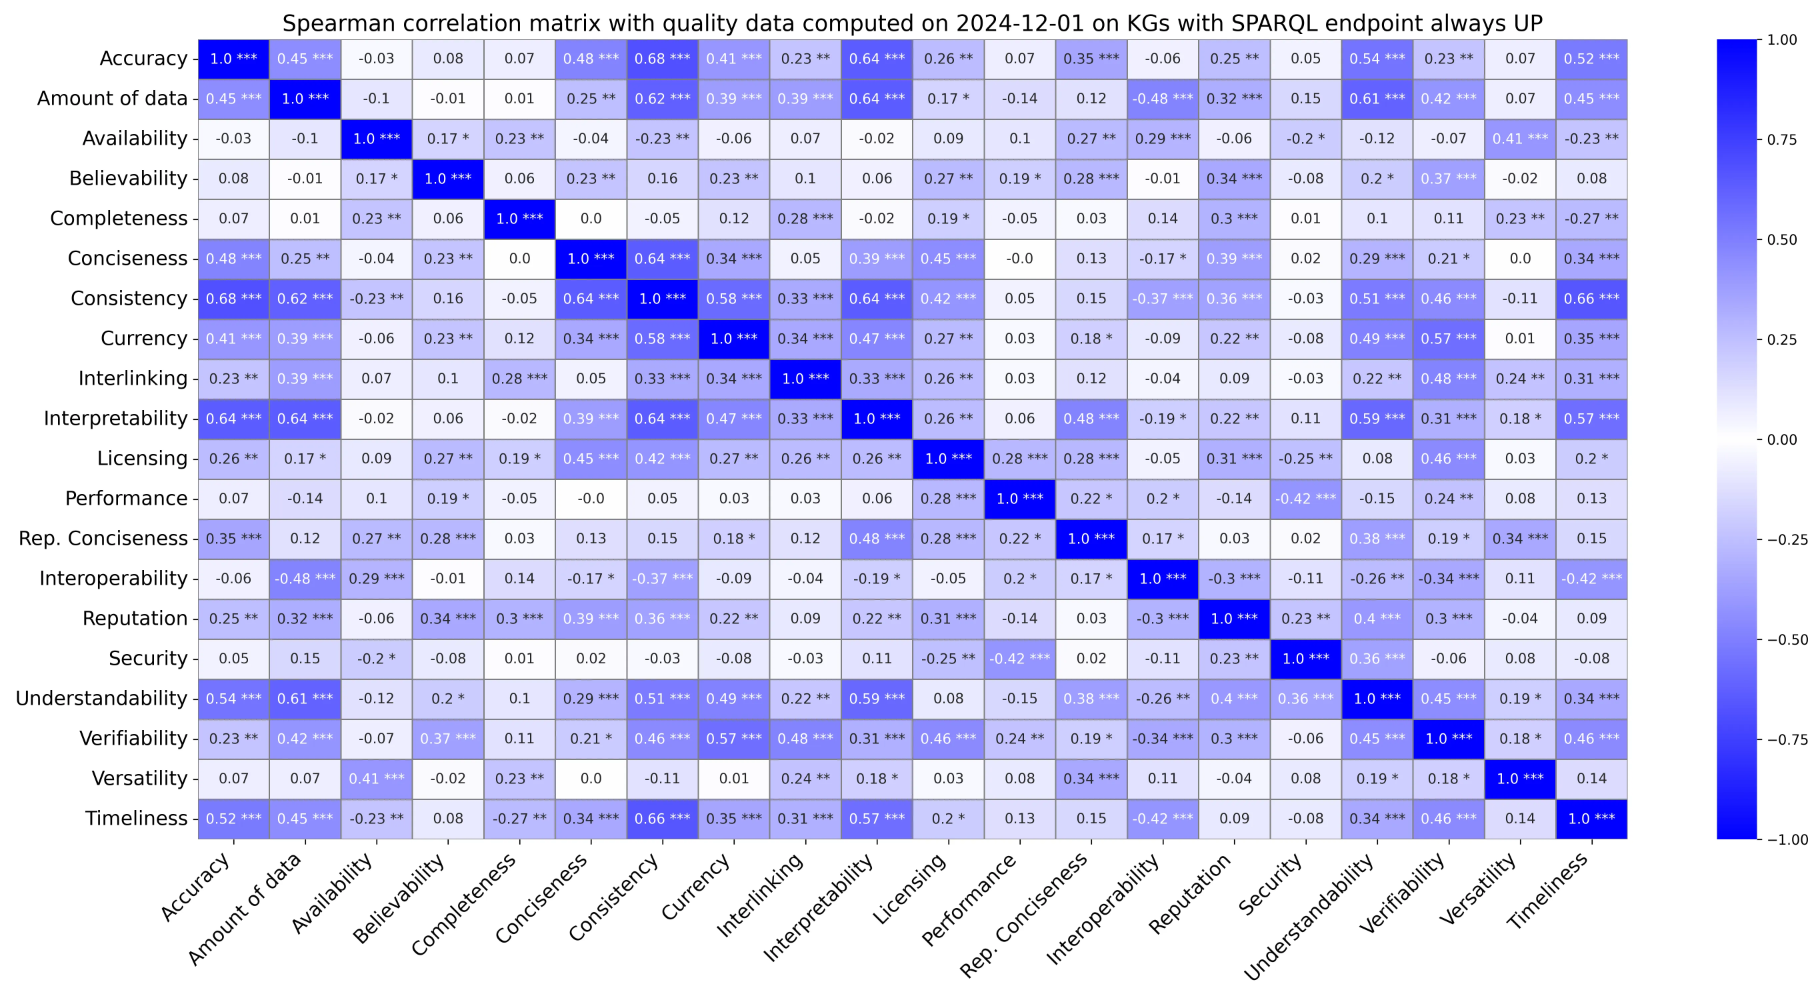 Spearman correlation matrix with quality data computed on 2024-12-01 on KGs with SPARQL endpoint always UP
Accuracy 1.0 *** 0.45 *** -0.03 0.08 0.07 0.48 *** 0.68 *** 0.41 *** 0.23 ** 0.64 *** 0.26 ** 0.07 0.35 *** -0.06 0.25 ** 0.05 0.54 *** 0.23 ** 0.07 0.52 ***
Amount of data 0.45 *** 1.0 *** -0.1 -0.01 0.01 0.25 ** 0.62 *** 0.39 *** 0.39 *** 0.64 *** 0.17 * -0.14 0.12 -0.48 *** 0.32 *** 0.15 0.61 *** 0.42 *** 0.07 0.45 ***
Availability -0.03 -0.1 1.0 *** 0.17 * 0.23 ** -0.04 -0.23 ** -0.06 0.07 -0.02 0.09 0.1 0.27 ** 0.29 *** -0.06 -0.2 * -0.12 -0.07 0.41 *** -0.23 **
Believability 0.08 -0.01 0.17 * 1.0 *** 0.06 0.23 ** 0.16 0.23 ** 0.1 0.06 0.27 ** 0.19 * 0.28 *** -0.01 0.34 *** -0.08 0.2 * 0.37 *** -0.02 0.08
Completeness 0.07 0.01 0.23 ** 0.06 1.0 *** 0.0 -0.05 0.12 0.28 *** -0.02 0.19 * -0.05 0.03 0.14 0.3 *** 0.01 0.1 0.11 0.23 ** -0.27 **
Conciseness 0.48 *** 0.25 ** -0.04 0.23 ** 0.0 1.0 *** 0.64 *** 0.34 *** 0.05 0.39 *** 0.45 *** -0.0 0.13 -0.17 * 0.39 *** 0.02 0.29 *** 0.21 * 0.0 0.34 ***
Consistency 0.68 *** 0.62 *** -0.23 ** 0.16 -0.05 0.64 *** 1.0 *** 0.58 *** 0.33 *** 0.64 *** 0.42 *** 0.05 0.15 -0.37 *** 0.36 *** -0.03 0.51 *** 0.46 *** -0.11 0.66 ***
Currency 0.41 *** 0.39 *** -0.06 0.23 ** 0.12 0.34 *** 0.58 *** 1.0 *** 0.34 *** 0.47 *** 0.27 ** 0.03 0.18 * -0.09 0.22 ** -0.08 0.49 *** 0.57 *** 0.01 0.35 ***
Interlinking 0.23 ** 0.39 *** 0.07 0.1 0.28 *** 0.05 0.33 *** 0.34 *** 1.0 *** 0.33 *** 0.26 ** 0.03 0.12 -0.04 0.09 -0.03 0.22 ** 0.48 *** 0.24 ** 0.31 ***
Interpretability 0.64 *** 0.64 *** -0.02 0.06 -0.02 0.39 *** 0.64 *** 0.47 *** 0.33 *** 1.0 *** 0.26 ** 0.06 0.48 *** -0.19 * 0.22 ** 0.11 0.59 *** 0.31 *** 0.18 * 0.57 ***
Licensing 0.26 ** 0.17 * 0.09 0.27 ** 0.19 * 0.45 *** 0.42 *** 0.27 ** 0.26 ** 0.26 ** 1.0 *** 0.28 *** 0.28 *** -0.05 0.31 *** -0.25 ** 0.08 0.46 *** 0.03 0.2 *
Performance 0.07 -0.14 0.1 0.19 * -0.05 -0.0 0.05 0.03 0.03 0.06 0.28 *** 1.0 *** 0.22 * 0.2 * -0.14 -0.42 *** -0.15 0.24 ** 0.08 0.13
Rep. Conciseness 0.35 *** 0.12 0.27 ** 0.28 *** 0.03 0.13 0.15 0.18 * 0.12 0.48 *** 0.28 *** 0.22 * 1.0 *** 0.17 * 0.03 0.02 0.38 *** 0.19 * 0.34 *** 0.15
Interoperability -0.06 -0.48 *** 0.29 *** -0.01 0.14 -0.17 * -0.37 *** -0.09 -0.04 -0.19 * -0.05 0.2 * 0.17 * 1.0 *** -0.3 *** -0.11 -0.26 ** -0.34 *** 0.11 -0.42 ***
Reputation 0.25 ** 0.32 *** -0.06 0.34 *** 0.3 *** 0.39 *** 0.36 *** 0.22 ** 0.09 0.22 ** 0.31 *** -0.14 0.03 -0.3 *** 1.0 *** 0.23 ** 0.4 *** 0.3 *** -0.04 0.09
Security 0.05 0.15 -0.2 * -0.08 0.01 0.02 -0.03 -0.08 -0.03 0.11 -0.25 ** -0.42 *** 0.02 -0.11 0.23 ** 1.0 *** 0.36 *** -0.06 0.08 -0.08
Understandability 0.54 *** 0.61 *** -0.12 0.2 * 0.1 0.29 *** 0.51 *** 0.49 *** 0.22 ** 0.59 *** 0.08 -0.15 0.38 *** -0.26 ** 0.4 *** 0.36 *** 1.0 *** 0.45 *** 0.19 * 0.34 ***
Verifiability 0.23 ** 0.42 *** -0.07 0.37 *** 0.11 0.21 * 0.46 *** 0.57 *** 0.48 *** 0.31 *** 0.46 *** 0.24 ** 0.19 * -0.34 *** 0.3 *** -0.06 0.45 *** 1.0 *** 0.18 * 0.46 ***
Versatility 0.07 0.07 0.41 *** -0.02 0.23 ** 0.0 -0.11 0.01 0.24 ** 0.18 * 0.03 0.08 0.34 *** 0.11 -0.04 0.08 0.19 * 0.18 * 1.0 *** 0.14
Timeliness 0.52 *** 0.45 *** -0.23 ** 0.08 -0.27 ** 0.34 *** 0.66 *** 0.35 *** 0.31 *** 0.57 *** 0.2 * 0.13 0.15 -0.42 *** 0.09 -0.08 0.34 *** 0.46 *** 0.14 1.0 ***
Accuracy
Amount of data
Availability
Believability
Completeness
Conciseness
Consistency
Currency
Interlinking
Interpretability
Licensing
Performance
Rep. Conciseness
Interoperability
Reputation
Security
Understandability
Verifiability
Versatility
Timeliness
1.00
0.75
0.50
0.25
0.00
−0.25
−0.50
−0.75
−1.00